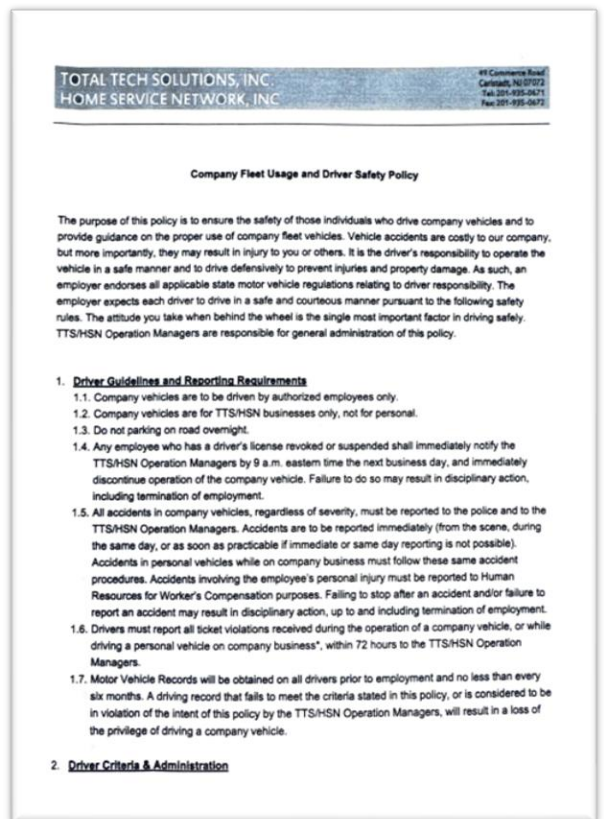 TOTAL TECH SOLUTIONS, INC.
HOME SERVICE NETWORK, INC
49 Commerce Road
Carlstadt, NJ 07072
Tel: 201-935-0671
Fax: 201-935-0672
Company Fleet Usage and Driver Safety Policy
The purpose of this policy is to ensure the safety of those individuals who drive company vehicles and to
provide guidance on the proper use of company fleet vehicles. Vehicle accidents are costly to our company,
but more importantly, they may result in injury to you or others. It is the driver's responsibility to operate the
vehicle in a safe manner and to drive defensively to prevent injuries and property damage. As such, an
employer endorses all applicable state motor vehicle regulations relating to driver responsibility. The
employer expects each driver to drive in a safe and courteous manner pursuant to the following safety
rules. The attitude you take when behind the wheel is the single most important factor in driving safely.
TTS/HSN Operation Managers are responsible for general administration of this policy.
1. Driver Guidelines and Reporting Requirements
1.1. Company vehicles are to be driven by authorized employees only.
1.2. Company vehicles are for TTS/HSN businesses only, not for personal.
1.3. Do not parking on road overnight.
1.4. Any employee who has a driver's license revoked or suspended shall immediately notify the
TTS/HSN Operation Managers by 9 a.m. eastern time the next business day, and immediately
discontinue operation of the company vehicle. Failure to do so may result in disciplinary action,
including termination of employment.
1.5. All accidents in company vehicles, regardless of severity, must be reported to the police and to the
TTS/HSN Operation Managers. Accidents are to be reported immediately (from the scene, during
the same day, or as soon as practicable if immediate or same day reporting is not possible).
Accidents in personal vehicles while on company business must follow these same accident
procedures. Accidents involving the employee's personal injury must be reported to Human
Resources for Worker's Compensation purposes. Failing to stop after an accident and/or failure to
report an accident may result in disciplinary action, up to and including termination of employment.
1.6. Drivers must report all ticket violations received during the operation of a company vehicle, or while
driving a personal vehicle on company business*, within 72 hours to the TTS/HSN Operation
Managers.
1.7. Motor Vehicle Records will be obtained on all drivers prior to employment and no less than every
six months. A driving record that fails to meet the criteria stated in this policy, or is considered to be
in violation of the intent of this policy by the TTS/HSN Operation Managers, will result in a loss of
the privilege of driving a company vehicle.
2. Driver Criteria & Administration